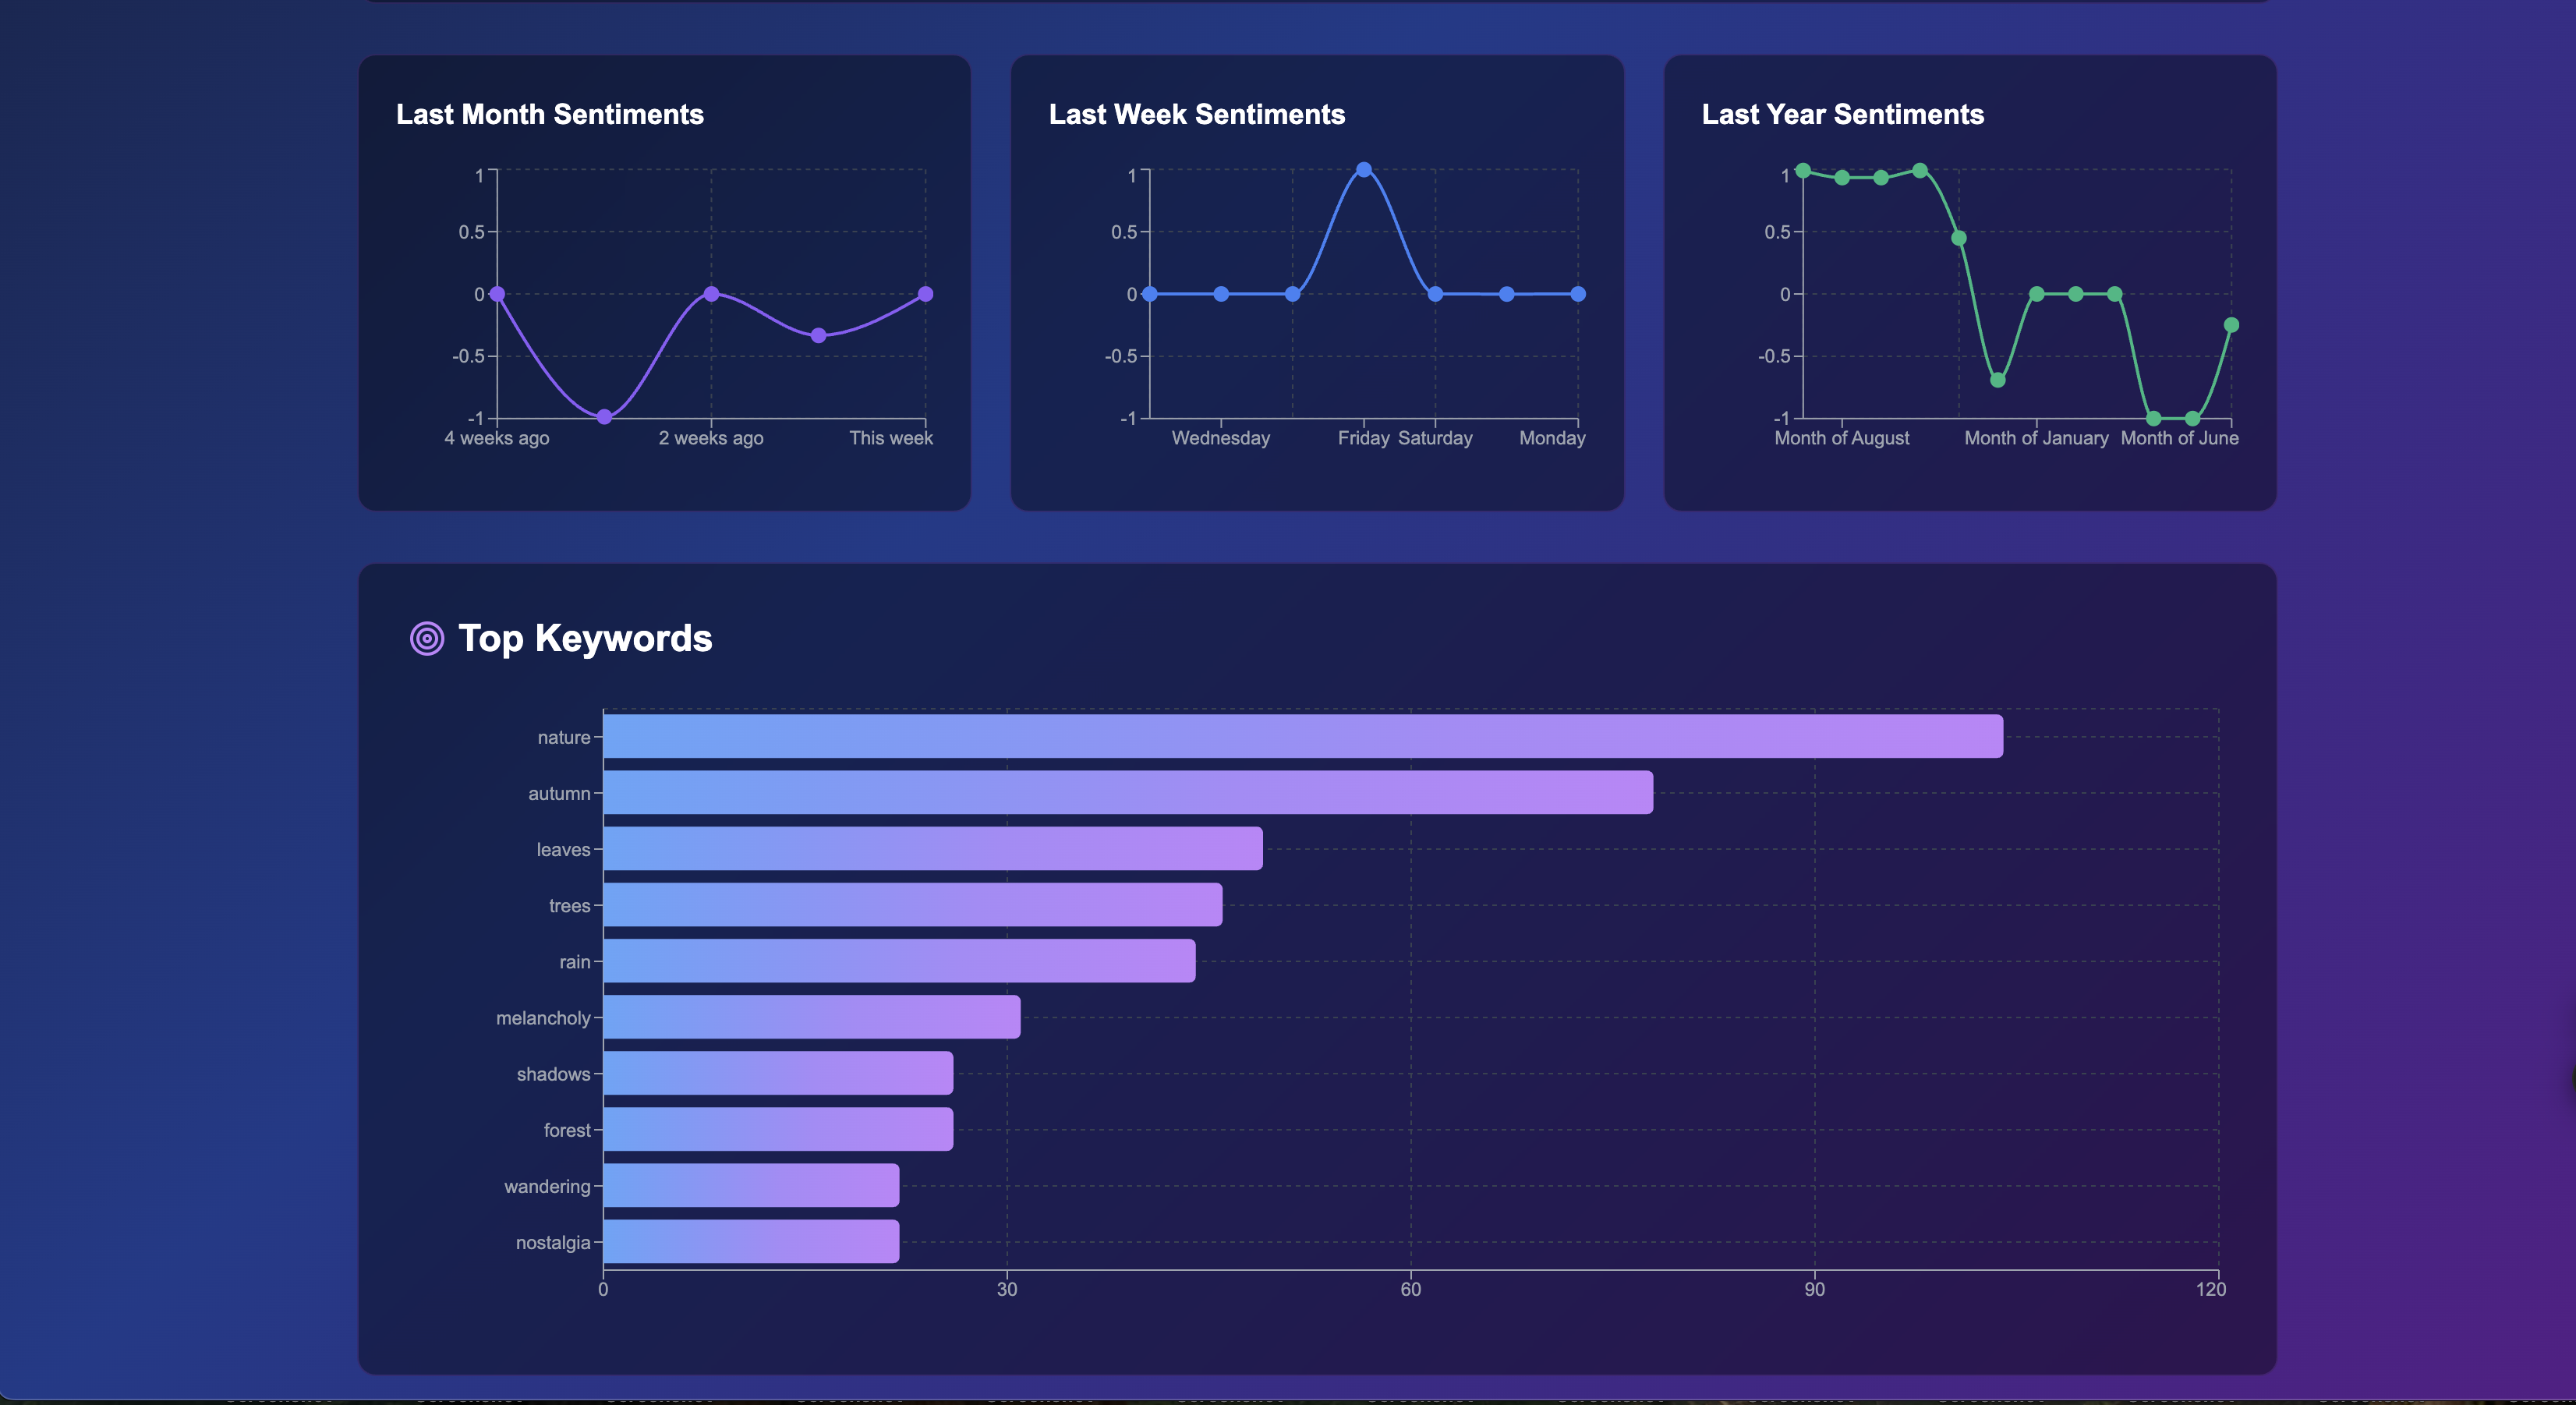 Last Month Sentiments
1
0.5
0
-0.5
-1
4 weeks ago 2 weeks ago This week
Last Week Sentiments
1
0.5
0
-0.5
-1
Wednesday Friday Saturday Monday
Last Year Sentiments
1
0.5
0
-0.5
-1
Month of August Month of January Month of June
Top Keywords
nature
autumn
leaves
trees
rain
melancholy
shadows
forest
wandering
nostalgia
0 30 60 90 120